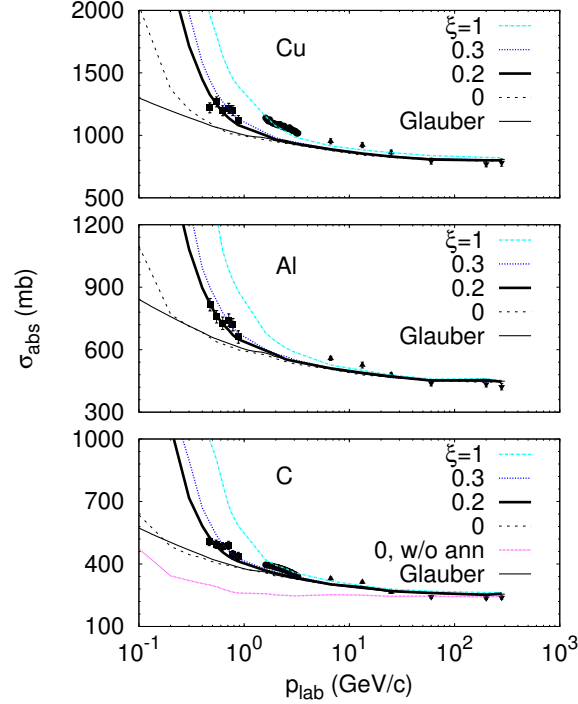 2000
1500
1000
500
Cu
ξ=1
0.3
0.2
0
Glauber
1200
900
600
300
Al
ξ=1
0.3
0.2
0
Glauber
σabs (mb)
1000
700
400
100
C
ξ=1
0.3
0.2
0
0, w/o ann
Glauber
10-1 100 101 102 103
plab (GeV/c)